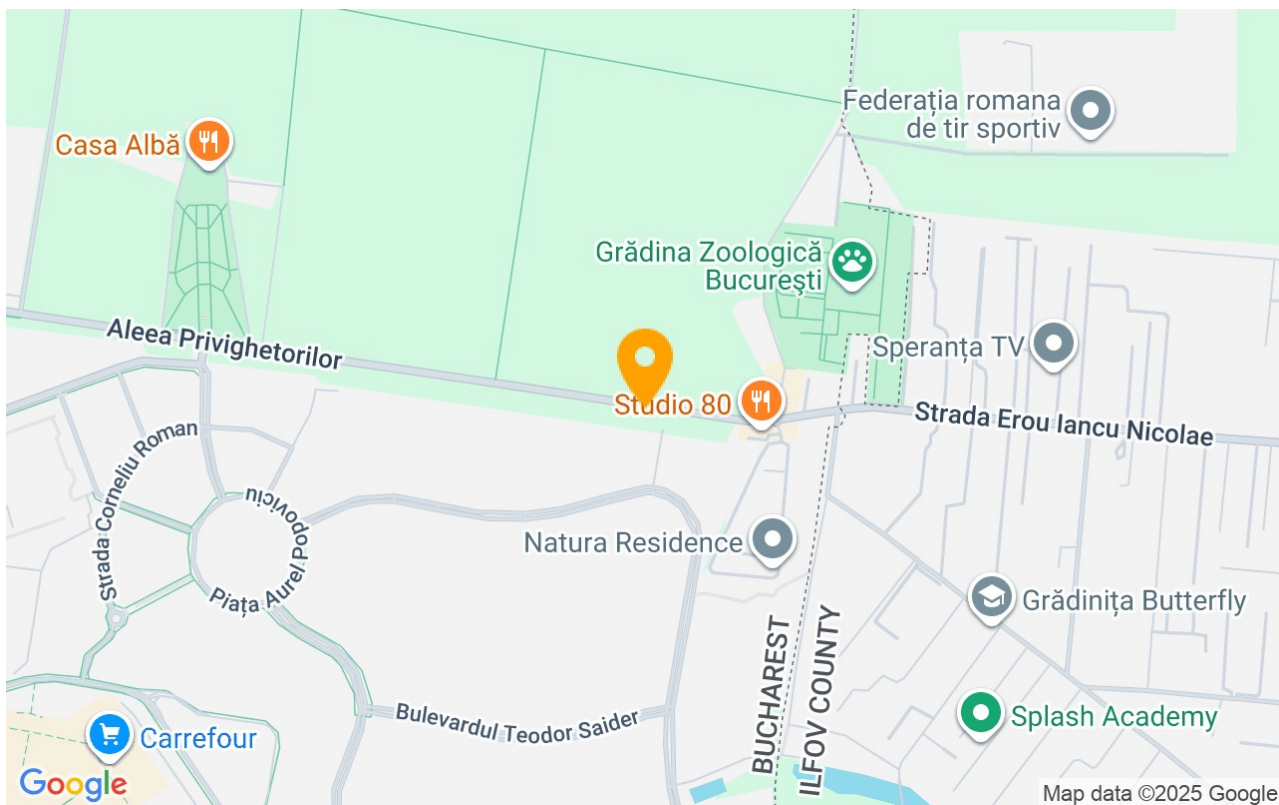 Federația romana
de tir sportiv
Casa Albă
Grădina Zoologică
București
Aleea Privighetorilor
Speranța TV
Studio 80
Strada Erou Iancu Nicolae
Strada Corneliu Roman
Piața Aurel Popoviciu
Natura Residence
Grădinița Butterfly
BUCHAREST
ILFOV COUNTY
Bulevardul Teodor Saider
Splash Academy
Carrefour
Google
Map data ©2025 Google